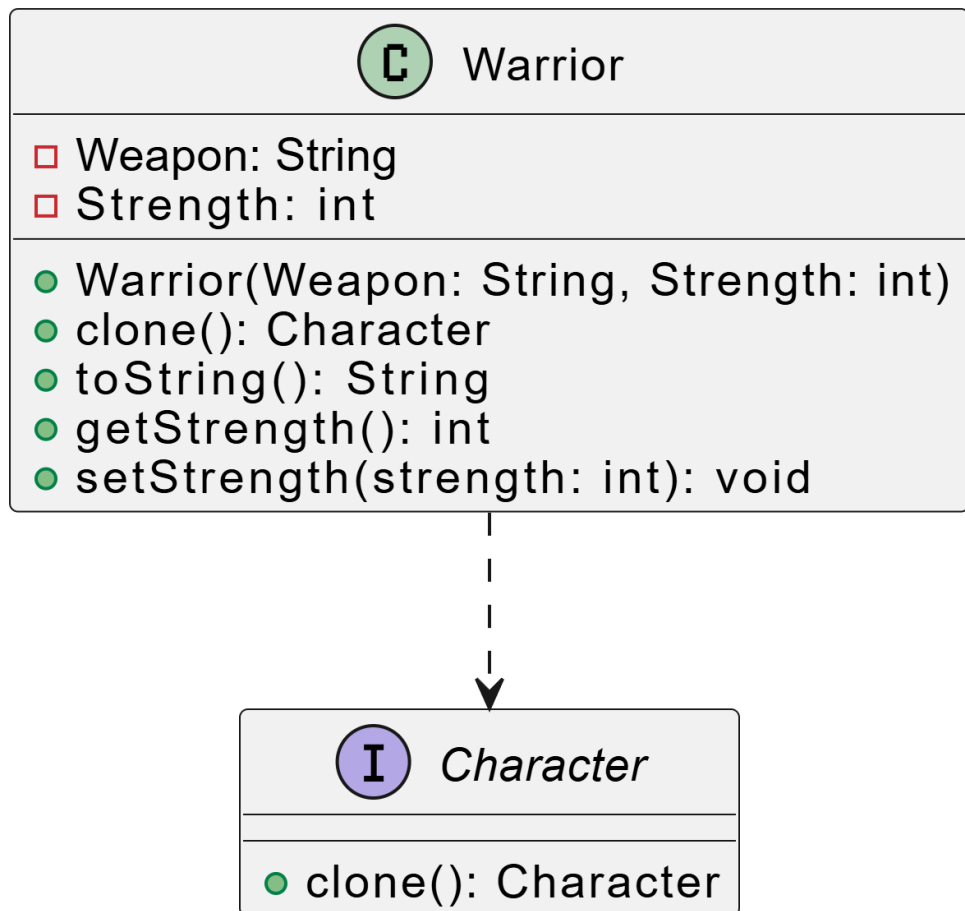 C Warrior
Weapon: String
Strength: int
Warrior(Weapon: String, Strength: int)
clone(): Character
toString(): String
getStrength(): int
setStrength(strength: int): void
I Character
clone(): Character